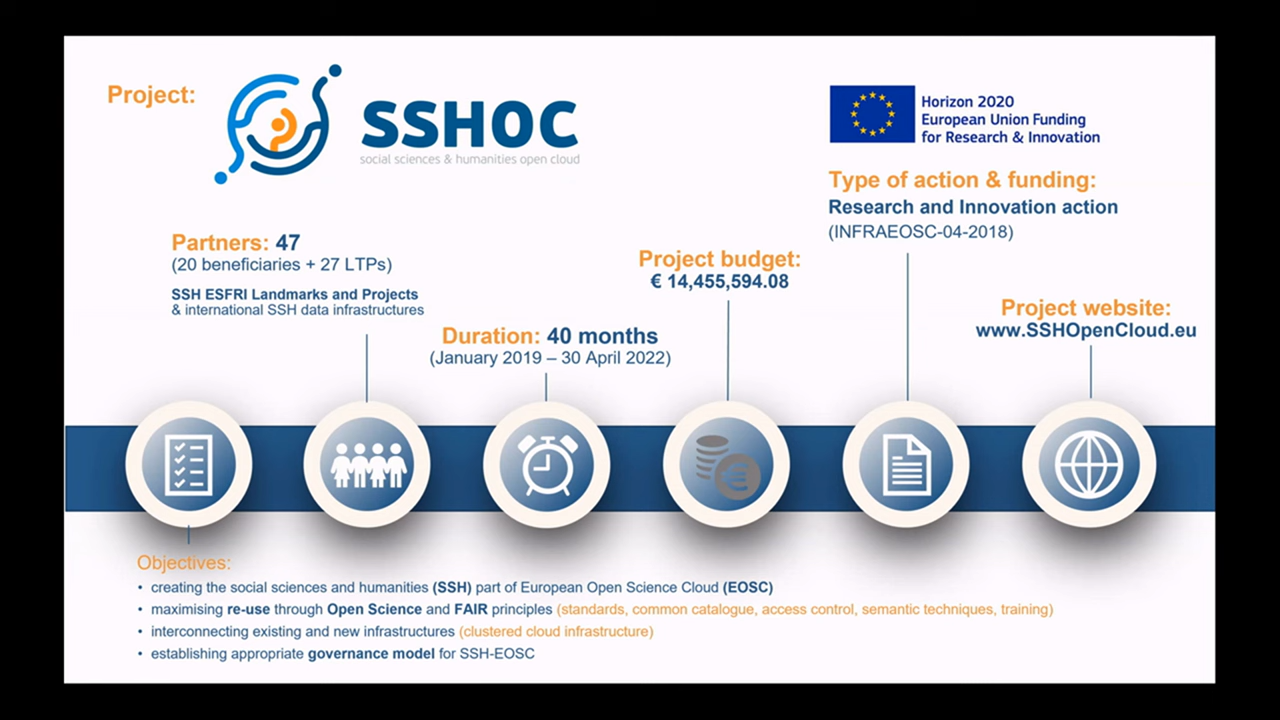 Project:
SSHOC
social sciences & humanities open cloud
Horizon 2020
European Union Funding
for Research & Innovation
Type of action & funding:
Research and Innovation action
(INFRAEOSC-04-2018)
Partners: 47
(20 beneficiaries + 27 LTPs)
SSH ESFRI Landmarks and Projects
& international SSH data infrastructures
Project budget:
€ 14,455,594.08
Project website:
www.SSHOpenCloud.eu
Duration: 40 months
(January 2019 – 30 April 2022)
Objectives:
• creating the social sciences and humanities (SSH) part of European Open Science Cloud (EOSC)
• maximising re-use through Open Science and FAIR principles (standards, common catalogue, access control, semantic techniques, training)
• interconnecting existing and new infrastructures (clustered cloud infrastructure)
• establishing appropriate governance model for SSH-EOSC